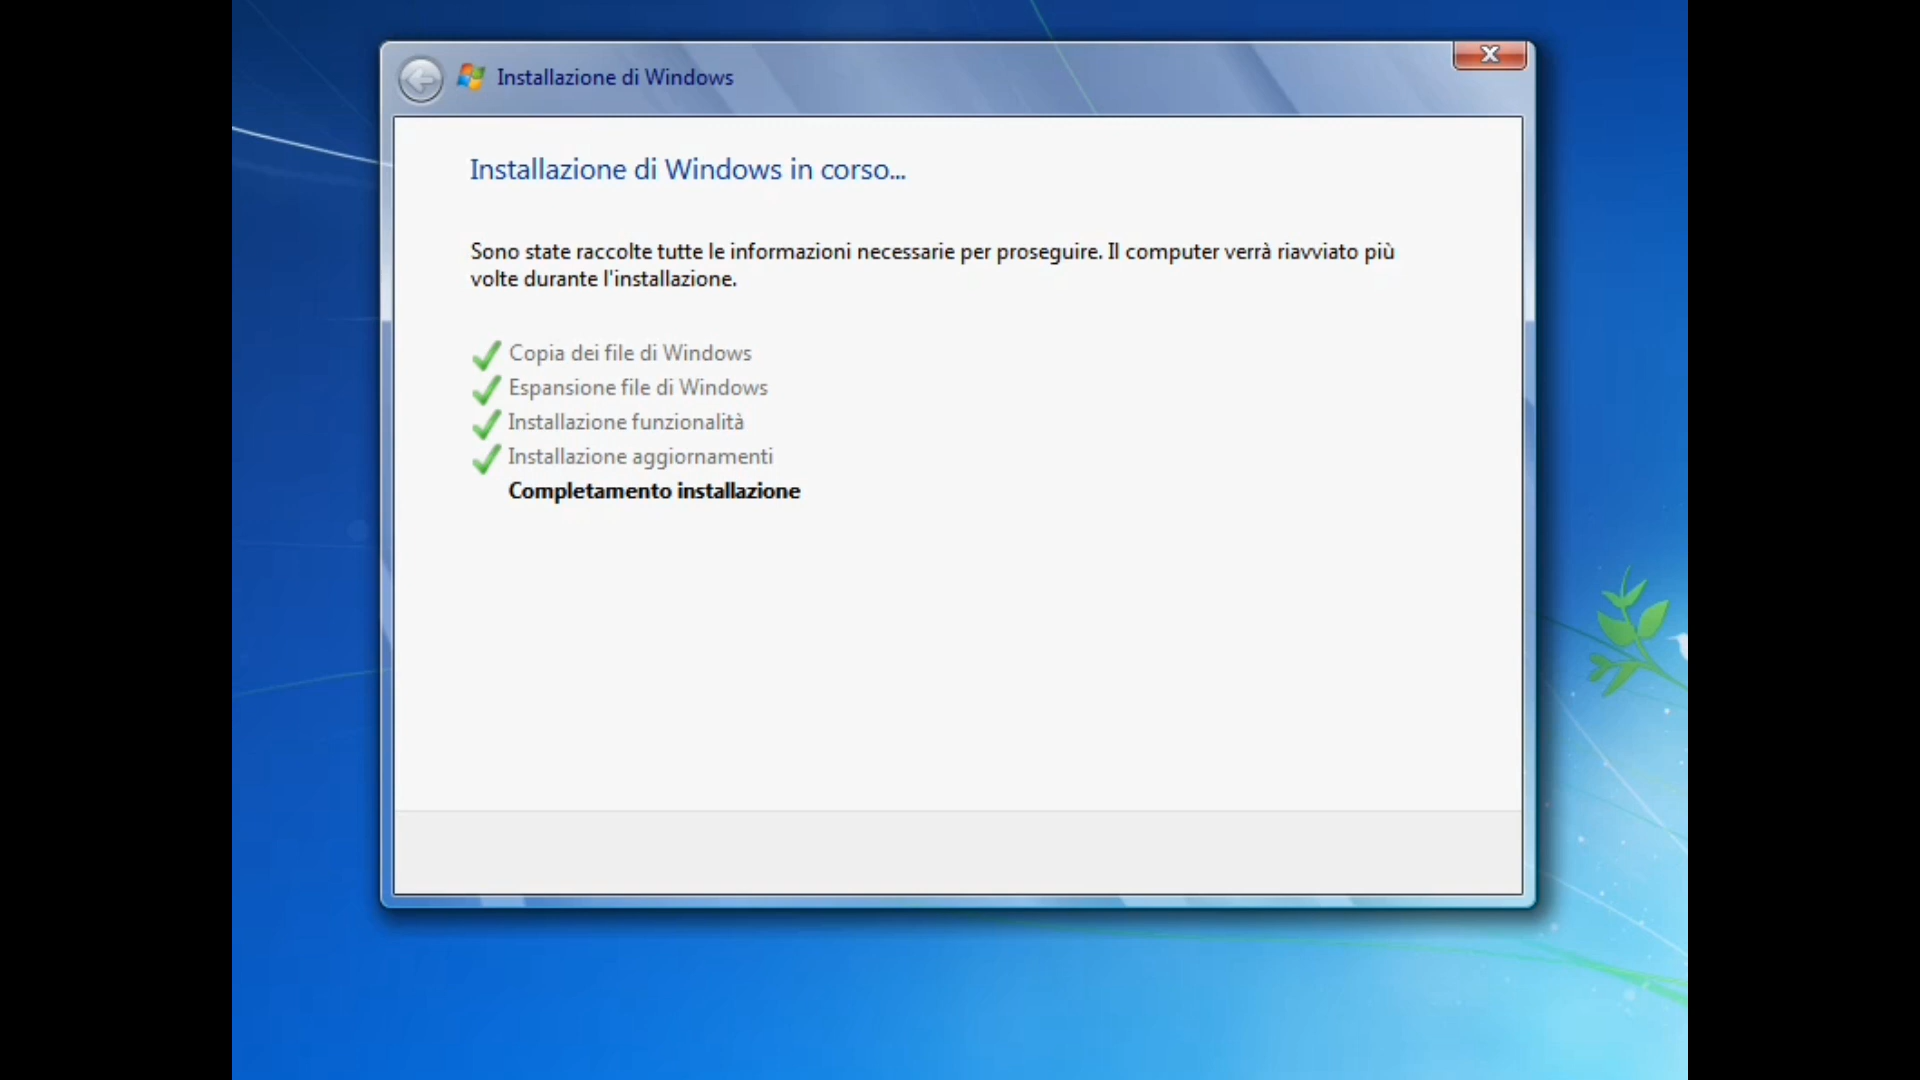 Installazione di Windows
Installazione di Windows in corso...
Sono state raccolte tutte le informazioni necessarie per proseguire. Il computer verrà riavviato più
volte durante l'installazione.
Copia dei file di Windows
Espansione file di Windows
Installazione funzionalità
Installazione aggiornamenti
Completamento installazione